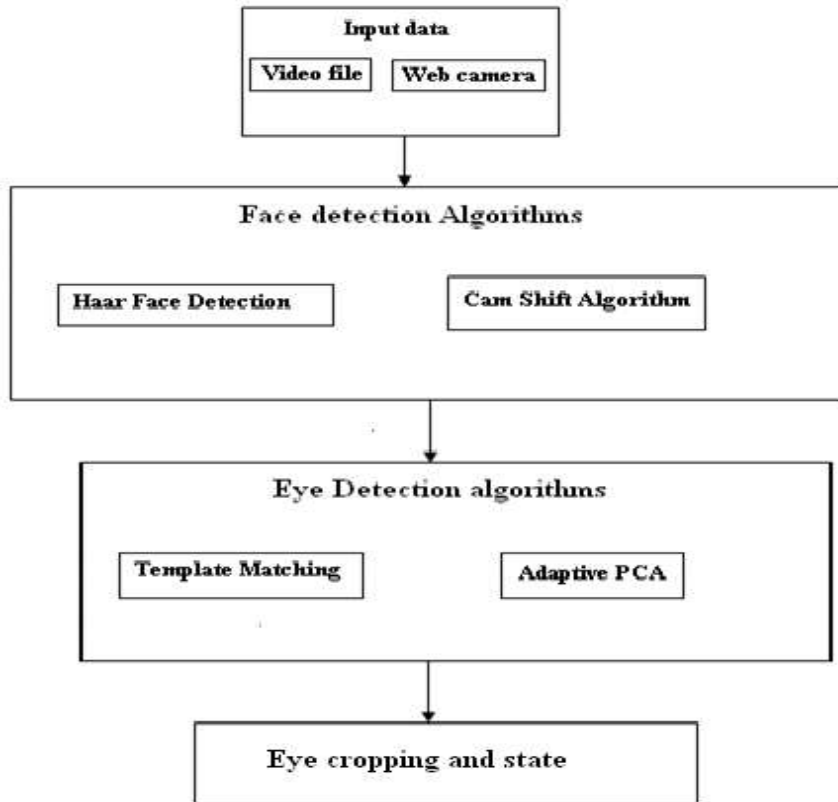 Input data
Video file
Web camera
Face detection Algorithms
Haar Face Detection
Cam Shift Algorithm
Eye Detection algorithms
Template Matching
Adaptive PCA
Eye cropping and state